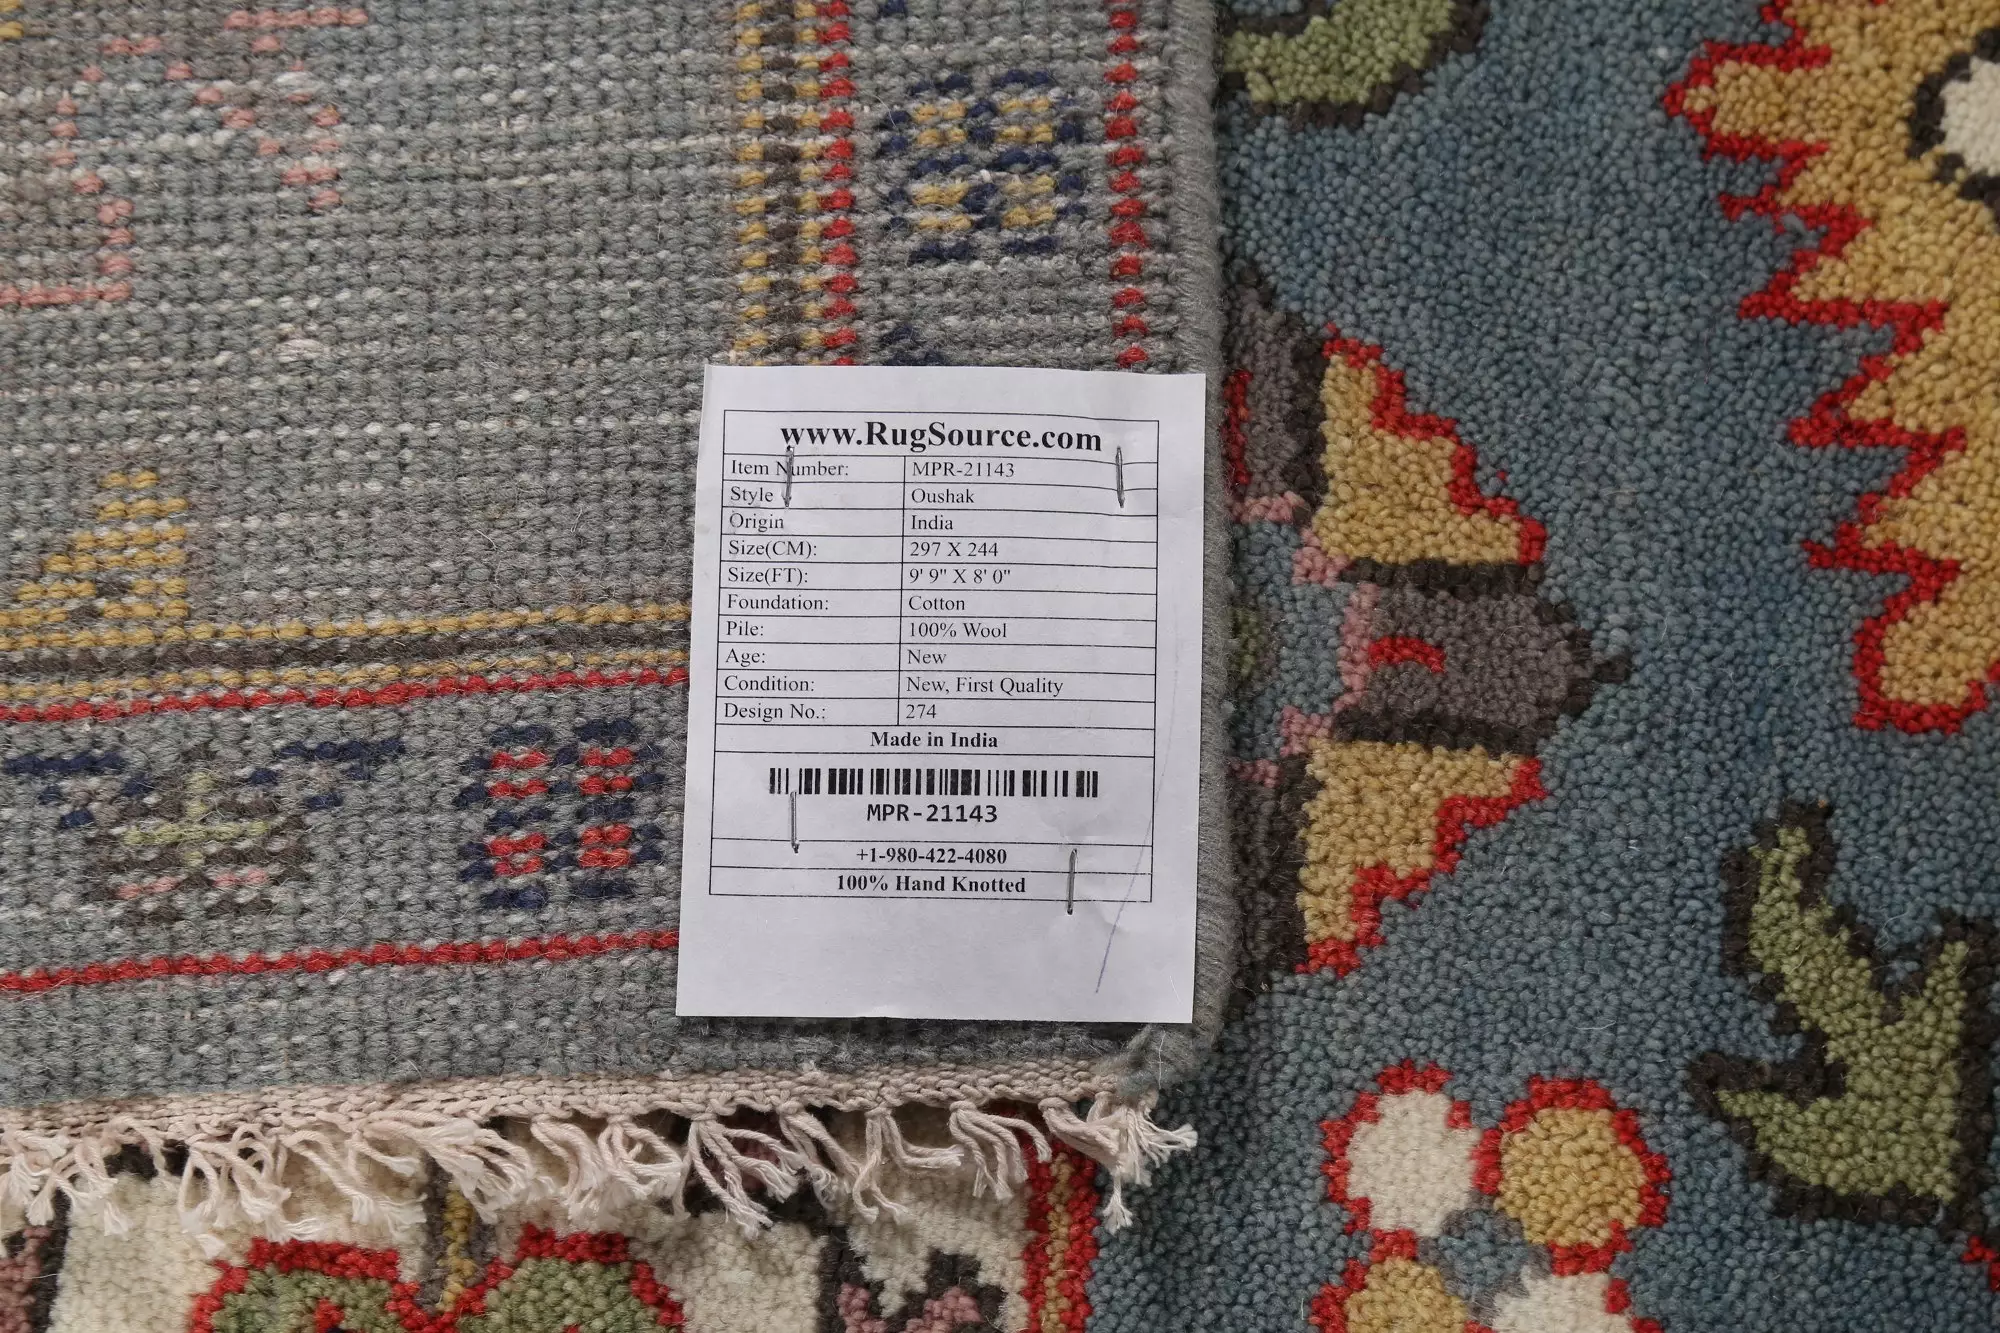 www.RugSource.com
Item Number: MPR-21143
Style Oushak
Origin India
Size(CM): 297 X 244
Size(FT): 9' 9" X 8' 0"
Foundation: Cotton
Pile: 100% Wool
Age: New
Condition: New, First Quality
Design No.: 274
Made in India
MPR-21143
+1-980-422-4080
100% Hand Knotted